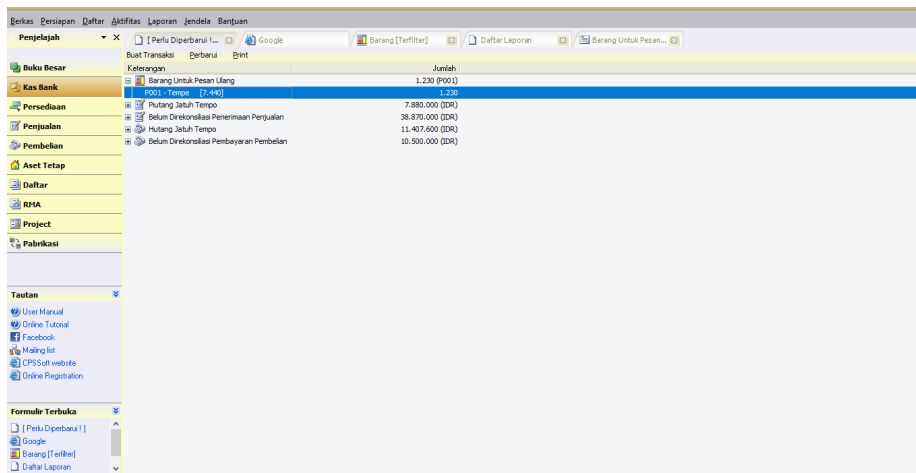 Berkas Persiapan Daftar Aktifitas Laporan Jendela Bantuan
Penjelajah
[ Perlu Diperbarui !... Google Barang [Terfilter] Daftar Laporan Barang Untuk Pesan...
Buat Transaksi Perbarui Print
Keterangan Jumlah
Barang Untuk Pesan Ulang 1.230 (P001)
P001 - Tempe [7.440] 1.230
Piutang Jatuh Tempo 7.880.000 (IDR)
Belum Direkonsiliasi Penerimaan Penjualan 38.870.000 (IDR)
Hutang Jatuh Tempo 11.407.600 (IDR)
Belum Direkonsiliasi Pembayaran Pembelian 10.500.000 (IDR)
Buku Besar
Kas Bank
Persediaan
Penjualan
Pembelian
Aset Tetap
Daftar
RMA
Project
Pabrikasi
Tautan
User Manual
Online Tutorial
Facebook
Mailing list
CPSSoft website
Online Registration
Formulir Terbuka
[ Perlu Diperbarui ! ]
Google
Barang [Terfilter]
Daftar Laporan